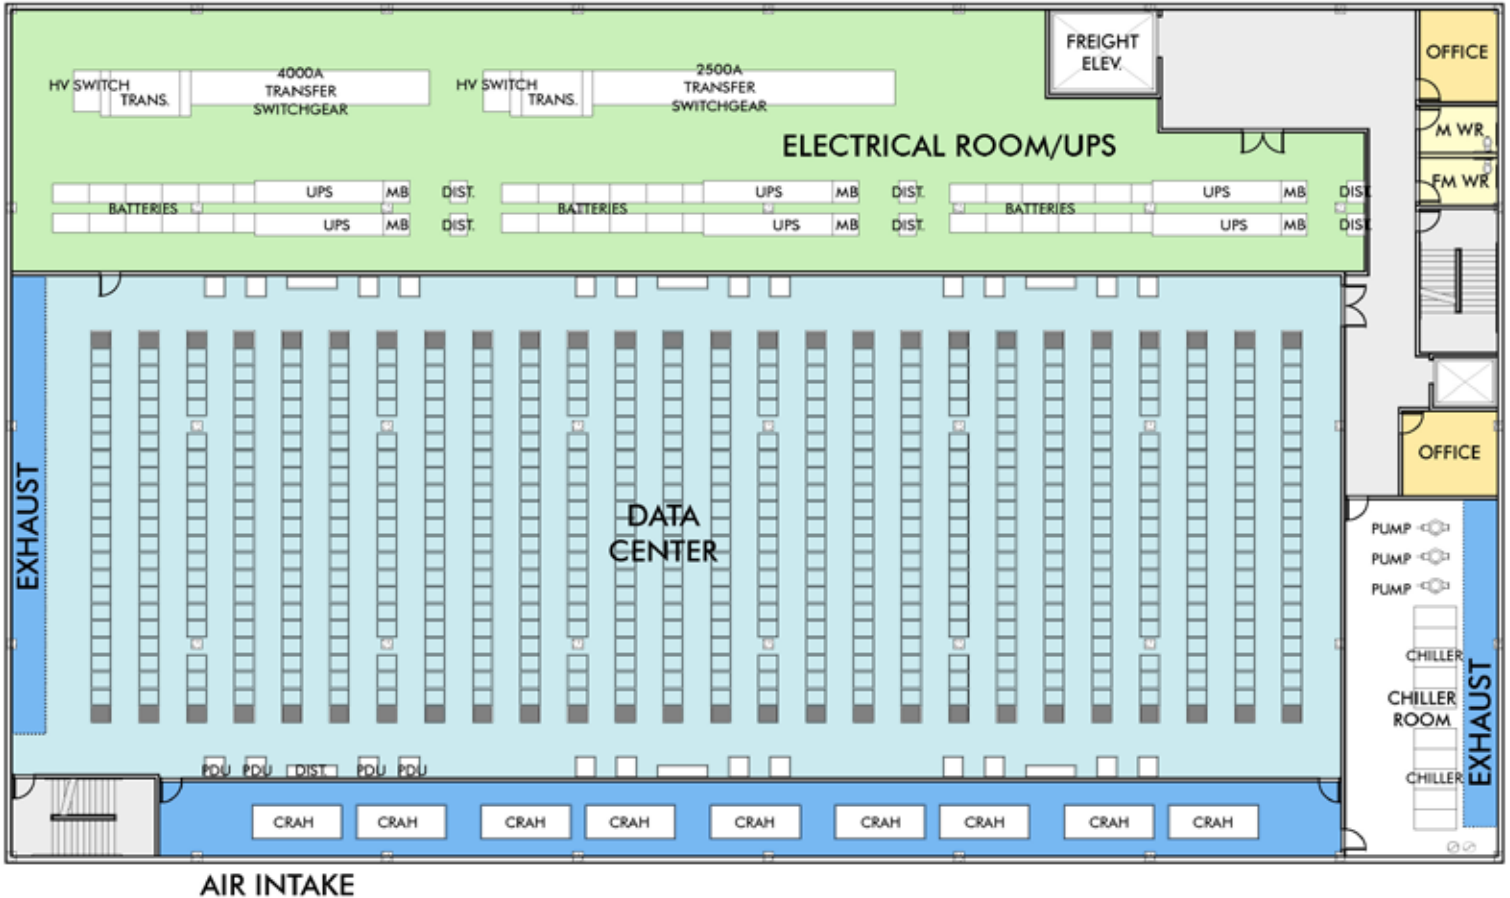 HV SWITCH
TRANS.
4000A
TRANSFER
SWITCHGEAR
HV SWITCH
TRANS.
2500A
TRANSFER
SWITCHGEAR
FREIGHT
ELEV.
OFFICE
ELECTRICAL ROOM/UPS
M WR
FM WR
UPS MB DIST. UPS MB DIST. UPS MB DIST.
BATTERIES BATTERIES BATTERIES
UPS MB DIST. UPS MB DIST. UPS MB DIST.
EXHAUST
DATA
CENTER
OFFICE
PUMP
PUMP
PUMP
CHILLER
CHILLER
ROOM
EXHAUST
CHILLER
PDU PDU DIST. PDU PDU
CRAH CRAH CRAH CRAH CRAH CRAH CRAH CRAH CRAH
AIR INTAKE